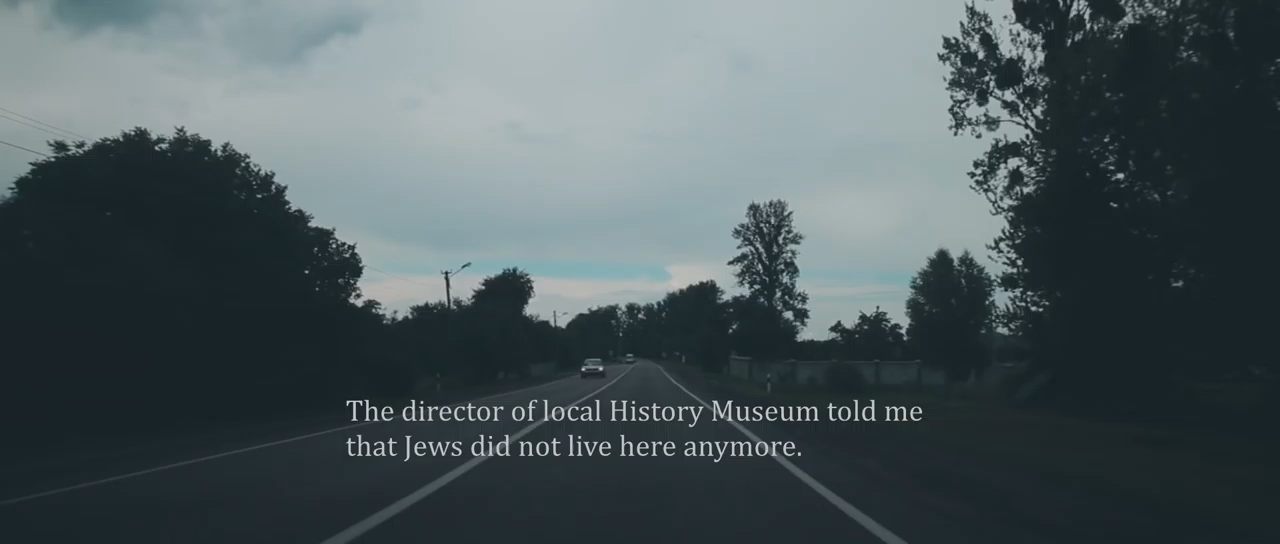 The director of local History Museum told me
that Jews did not live here anymore.